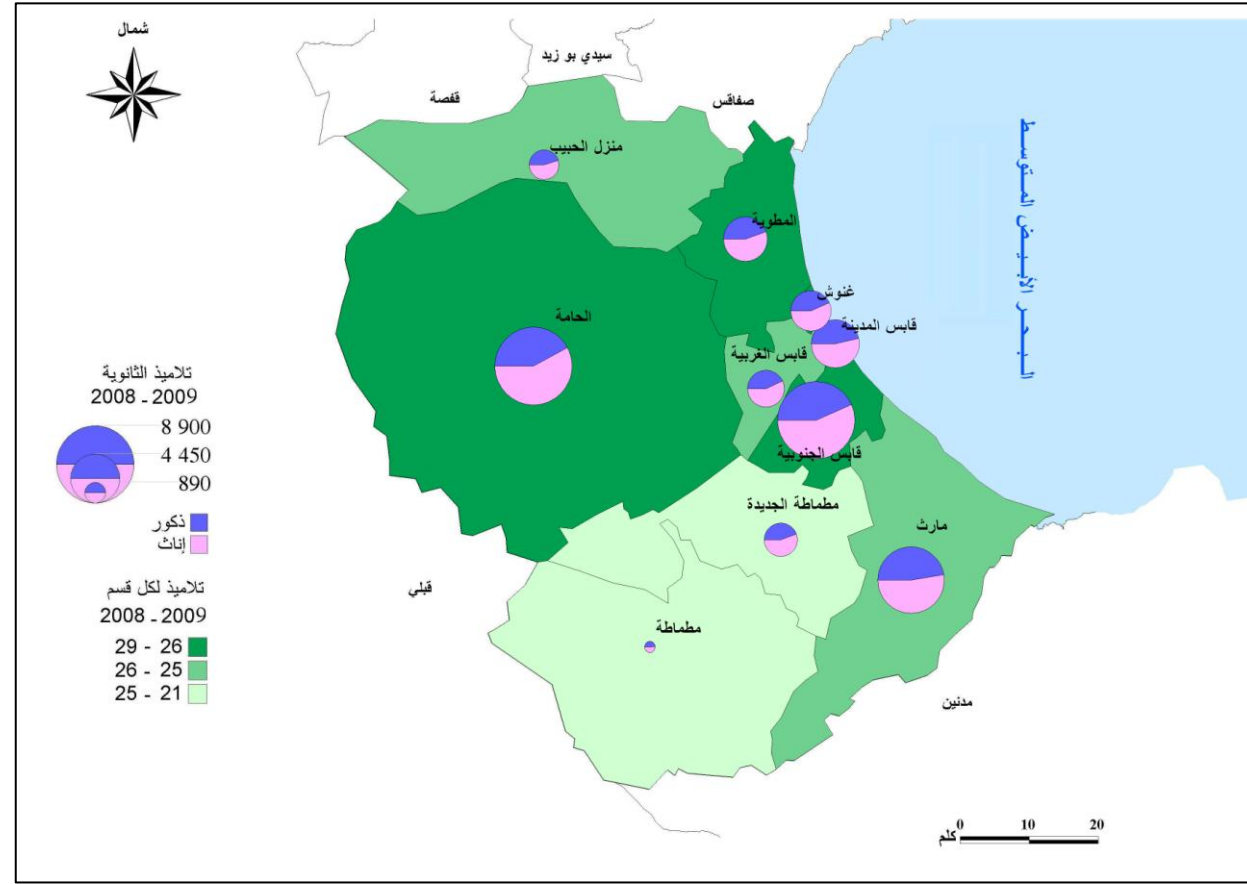 شمال
سيدي بو زيد
قفصة
صفاقس
منزل الحبيب
المطوية
غنوش
قابس المدينة
الحامة
قابس الغربية
قابس الجنوبية
مطماطة الجديدة
مارث
مطماطة
قبلي
مدنين
البحر الأبيض المتوسط
تلاميذ الثانوية
2008 - 2009
8 900
4 450
890
ذكور
إناث
تلاميذ لكل قسم
2008 - 2009
29 - 26
26 - 25
25 - 21
0 10 20
كلم